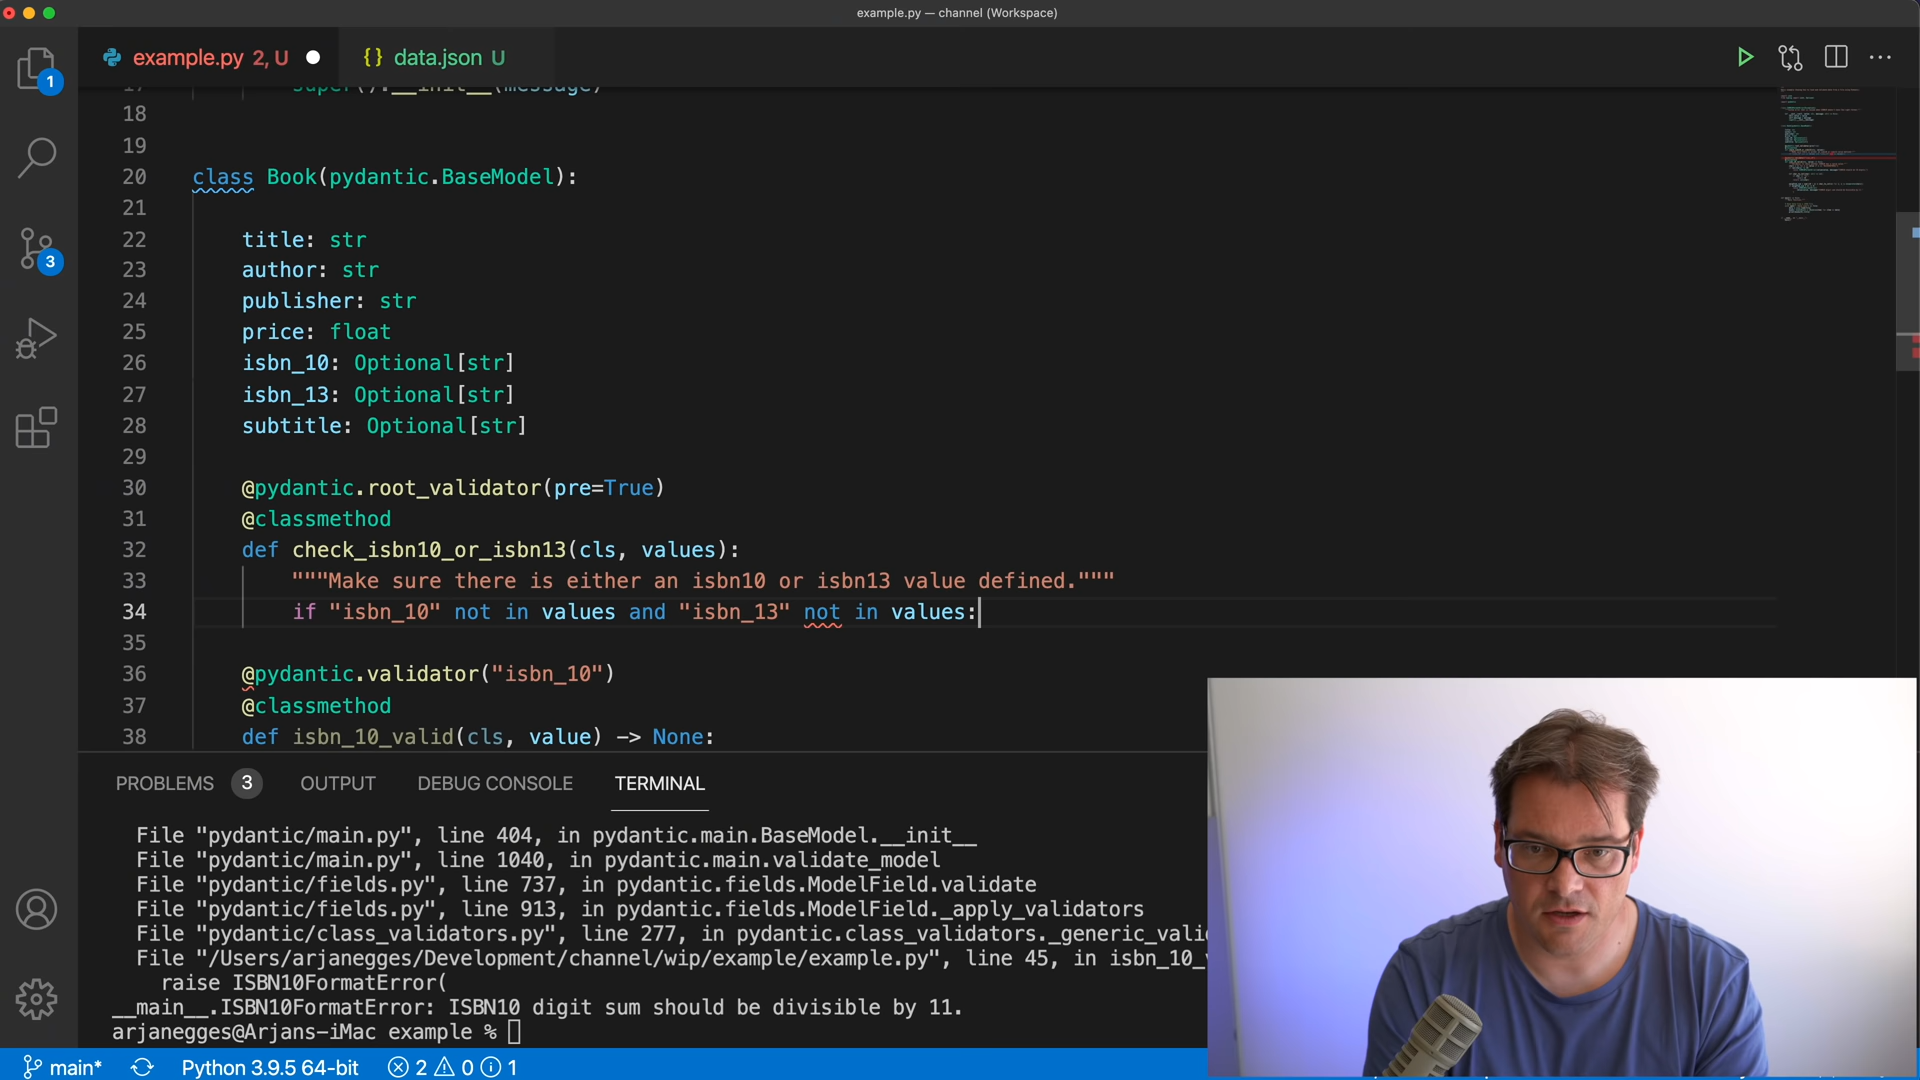 example.py — channel (Workspace)
example.py 2, U
data.json U
1
3
17 super().__init__(message)
18
19
20 class Book(pydantic.BaseModel):
21
22 title: str
23 author: str
24 publisher: str
25 price: float
26 isbn_10: Optional[str]
27 isbn_13: Optional[str]
28 subtitle: Optional[str]
29
30 @pydantic.root_validator(pre=True)
31 @classmethod
32 def check_isbn10_or_isbn13(cls, values):
33 """Make sure there is either an isbn10 or isbn13 value defined."""
34 if "isbn_10" not in values and "isbn_13" not in values:
35
36 @pydantic.validator("isbn_10")
37 @classmethod
38 def isbn_10_valid(cls, value) -> None:
PROBLEMS 3 OUTPUT DEBUG CONSOLE TERMINAL
File "pydantic/main.py", line 404, in pydantic.main.BaseModel.__init__
File "pydantic/main.py", line 1040, in pydantic.main.validate_model
File "pydantic/fields.py", line 737, in pydantic.fields.ModelField.validate
File "pydantic/fields.py", line 913, in pydantic.fields.ModelField._apply_validators
File "pydantic/class_validators.py", line 277, in pydantic.class_validators._generic_vali
File "/Users/arjanegges/Development/channel/wip/example/example.py", line 45, in isbn_10_
raise ISBN10FormatError(
__main__.ISBN10FormatError: ISBN10 digit sum should be divisible by 11.
arjanegges@Arjans-iMac example %
main* Python 3.9.5 64-bit 2 0 1